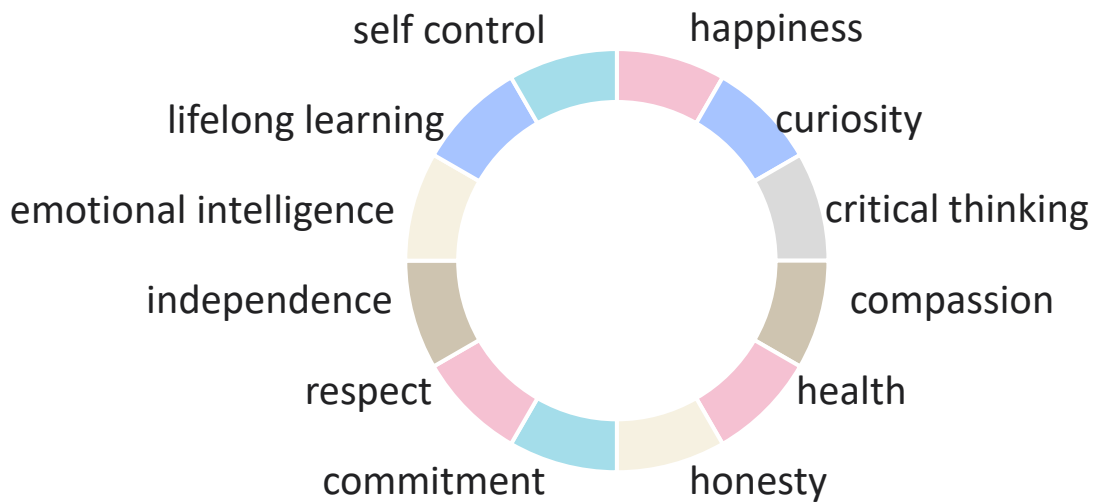 self control
happiness
lifelong learning
curiosity
emotional intelligence
critical thinking
independence
compassion
respect
health
commitment
honesty